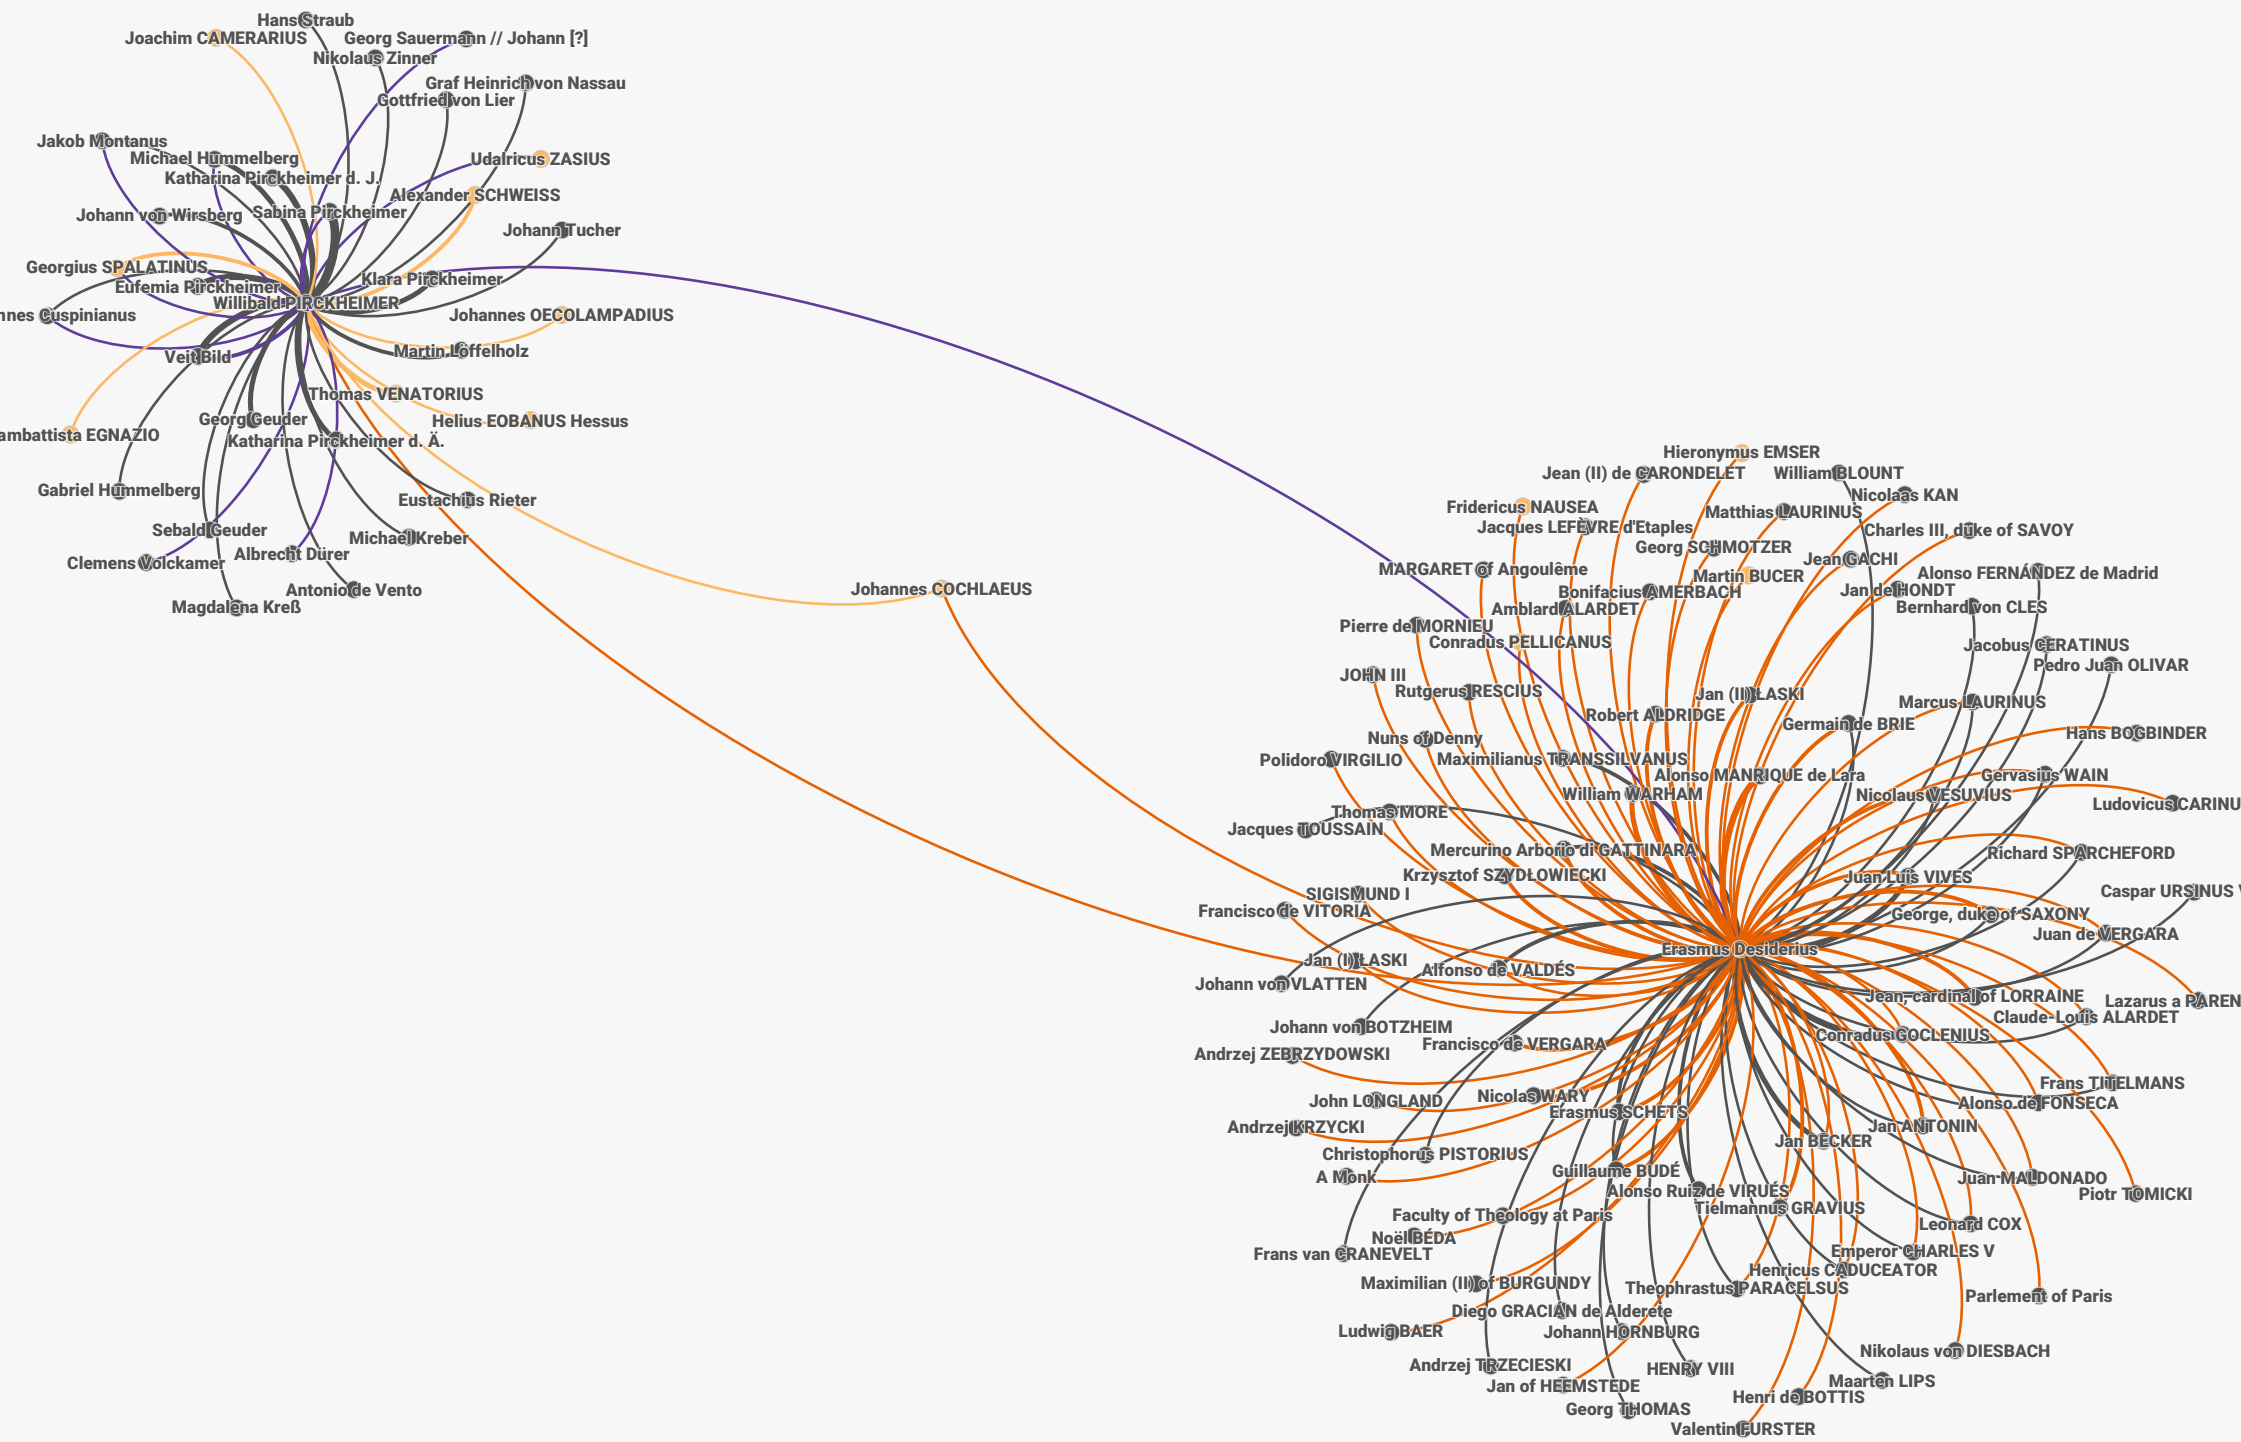 Hans Straub
Joachim CAMERARIUS
Georg Sauermann // Johann [?]
Nikolaus Zinner
Graf Heinrich von Nassau
Gottfried von Lier
Jakob Montanus
Michael Hummelberg
Udalricus ZASIUS
Katharina Pirckheimer d. J.
Alexander SCHWEISS
Johann von Wirsberg
Sabina Pirckheimer
Johann Tucher
Georgius SPALATINUS
Klara Pirckheimer
Eufemia Pirckheimer
Willibald PIRCKHEIMER
nnes Cuspinianus
Johannes OECOLAMPADIUS
Martin Löffelholz
Veit Bild
Thomas VENATORIUS
Georg Geuder
Helius EOBANUS Hessus
ambattista EGNAZIO
Katharina Pirckheimer d. Ä.
Gabriel Hummelberg
Eustachius Rieter
Sebald Geuder
Michael Kreber
Albrecht Dürer
Clemens Volckamer
Antonio de Vento
Magdalena Kreß
Johannes COCHLAEUS
Hieronymus EMSER
Jean (II) de CARONDELET
William BLOUNT
Nicolaas KAN
Fridericus NAUSEA
Matthias LAURINUS
Jacques LEFÈVRE d'Etaples
Charles III, duke of SAVOY
Georg SCHMOTZER
Jean GACHI
MARGARET of Angoulême
Martin BUCER
Alonso FERNÁNDEZ de Madrid
Bonifacius AMERBACH
Jan de HONDT
Amblard ALARDET
Bernhard von CLES
Pierre de MORNIEU
Conradus PELLICANUS
Jacobus CERATINUS
Pedro Juan OLIVAR
JOHN III
Rutgerus RESCIUS
Jan (II) ŁASKI
Marcus LAURINUS
Robert ALDRIDGE
Germain de BRIE
Hans BOGBINDER
Nuns of Denny
Polidoro VIRGILIO
Maximilianus TRANSSILVANUS
Alonso MANRIQUE de Lara
Gervasius WAIN
William WARHAM
Nicolaus VESUVIUS
Ludovicus CARINU
Thomas MORE
Jacques TOUSSAIN
Mercurino Arborio di GATTINARA
Richard SPARCHEFORD
Krzysztof SZYDŁOWIECKI
Juan Luis VIVES
SIGISMUND I
Caspar URSINUS V
Francisco de VITORIA
George, duke of SAXONY
Juan de VERGARA
Erasmus Desiderius
Jan (I) ŁASKI
Alfonso de VALDÉS
Johann von VLATTEN
Jean, cardinal of LORRAINE
Lazarus a PAREN
Claude-Louis ALARDET
Johann von BOTZHEIM
Conradus GOCLENIUS
Francisco de VERGARA
Andrzej ZEBRZYDOWSKI
Frans TITELMANS
Nicolas WARY
John LONGLAND
Alonso de FONSECA
Erasmus SCHETS
Andrzej KRZYCKI
Jan ANTONIN
Jan BECKER
Christophorus PISTORIUS
Guillaume BUDÉ
A Monk
Juan MALDONADO
Alonso Ruiz de VIRUÉS
Piotr TOMICKI
Tielmannus GRAVIUS
Faculty of Theology at Paris
Leonard COX
Noël BÉDA
Frans van CRANEVELT
Emperor CHARLES V
Henricus CADUCEATOR
Maximilian (II) of BURGUNDY
Theophrastus PARACELSUS
Parlement of Paris
Diego GRACIÁN de Alderete
Ludwig BAER
Johann HORNBURG
Nikolaus von DIESBACH
Andrzej TRZECIESKI
HENRY VIII
Maarten LIPS
Jan of HEEMSTEDE
Henri de BOTTIS
Georg THOMAS
Valentin FURSTER